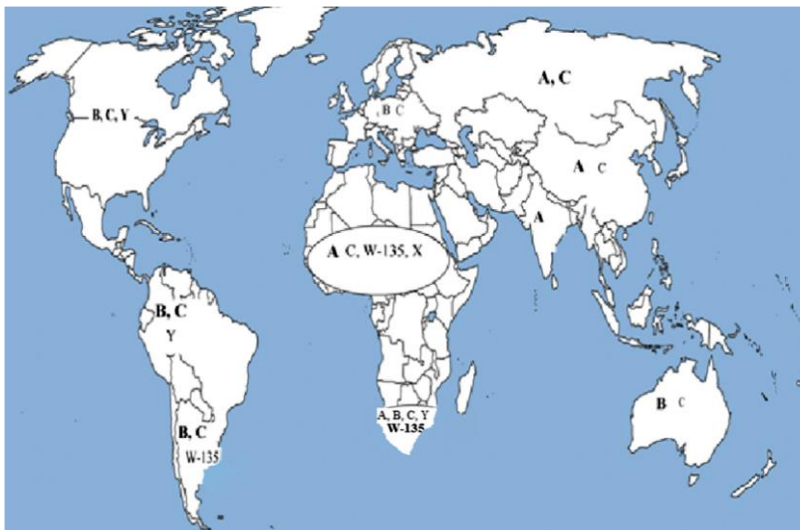 A, C
B, C, Y
B C
A C
A
A C, W-135, X
B, C
Y
A, B, C, Y
W-135
B C
B, C
W-135